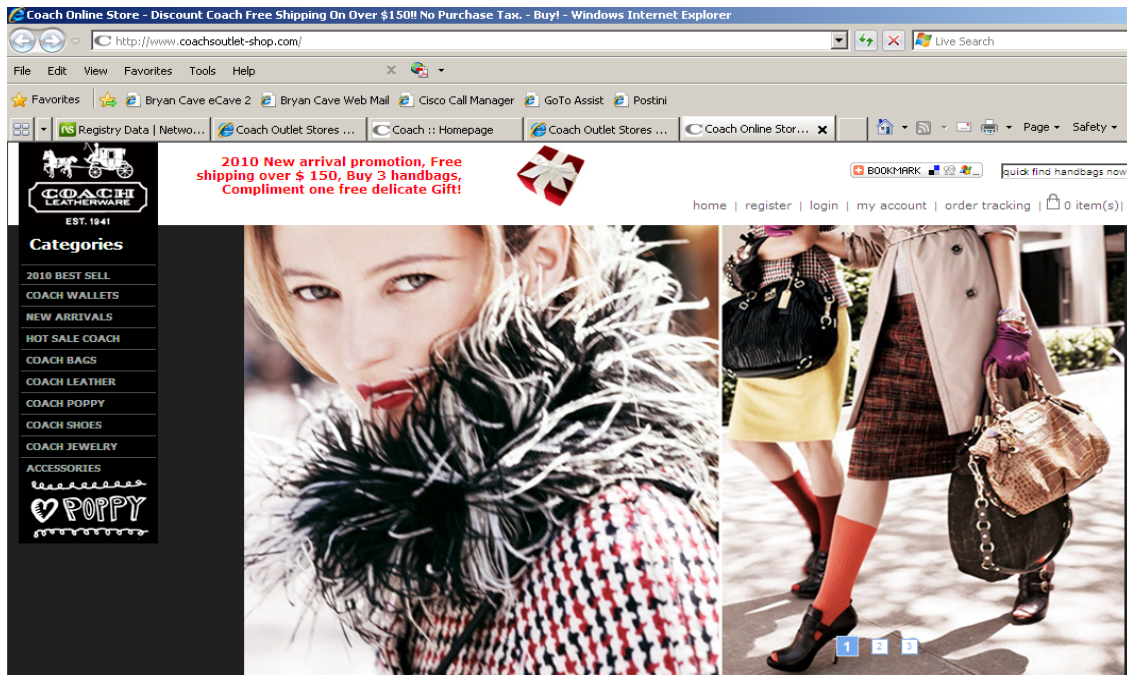 Coach Online Store - Discount Coach Free Shipping On Over $150!! No Purchase Tax. - Buy! - Windows Internet Explorer
http://www.coachsoutlet-shop.com/
Live Search
File Edit View Favorites Tools Help
Favorites Bryan Cave eCave 2 Bryan Cave Web Mail Cisco Call Manager GoTo Assist Postini
Registry Data | Netwo... Coach Outlet Stores ... Coach :: Homepage Coach Outlet Stores ... Coach Online Stor... Page Safety
COACH
LEATHERWARE
EST. 1941
2010 New arrival promotion, Free
shipping over $ 150, Buy 3 handbags,
Compliment one free delicate Gift!
BOOKMARK
quick find handbags now
home | register | login | my account | order tracking | 0 item(s)|
Categories
2010 BEST SELL
COACH WALLETS
NEW ARRIVALS
HOT SALE COACH
COACH BAGS
COACH LEATHER
COACH POPPY
COACH SHOES
COACH JEWELRY
ACCESSORIES
POPPY
1 2 3